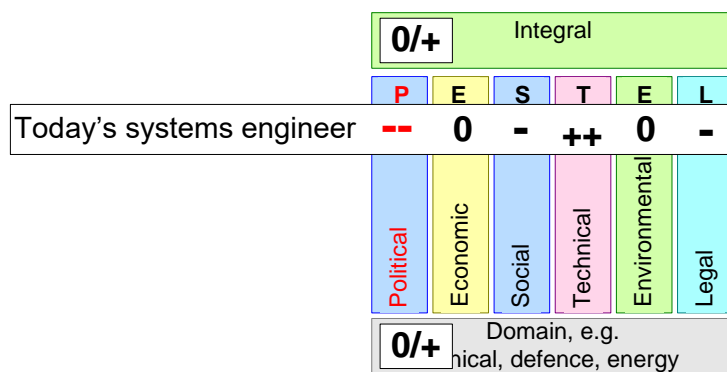 0/+ Integral
P E S T E L
Today's systems engineer -- 0 - ++ 0 -
Political Economic Social Technical Environmental Legal
0/+ Domain, e.g.
nical, defence, energy